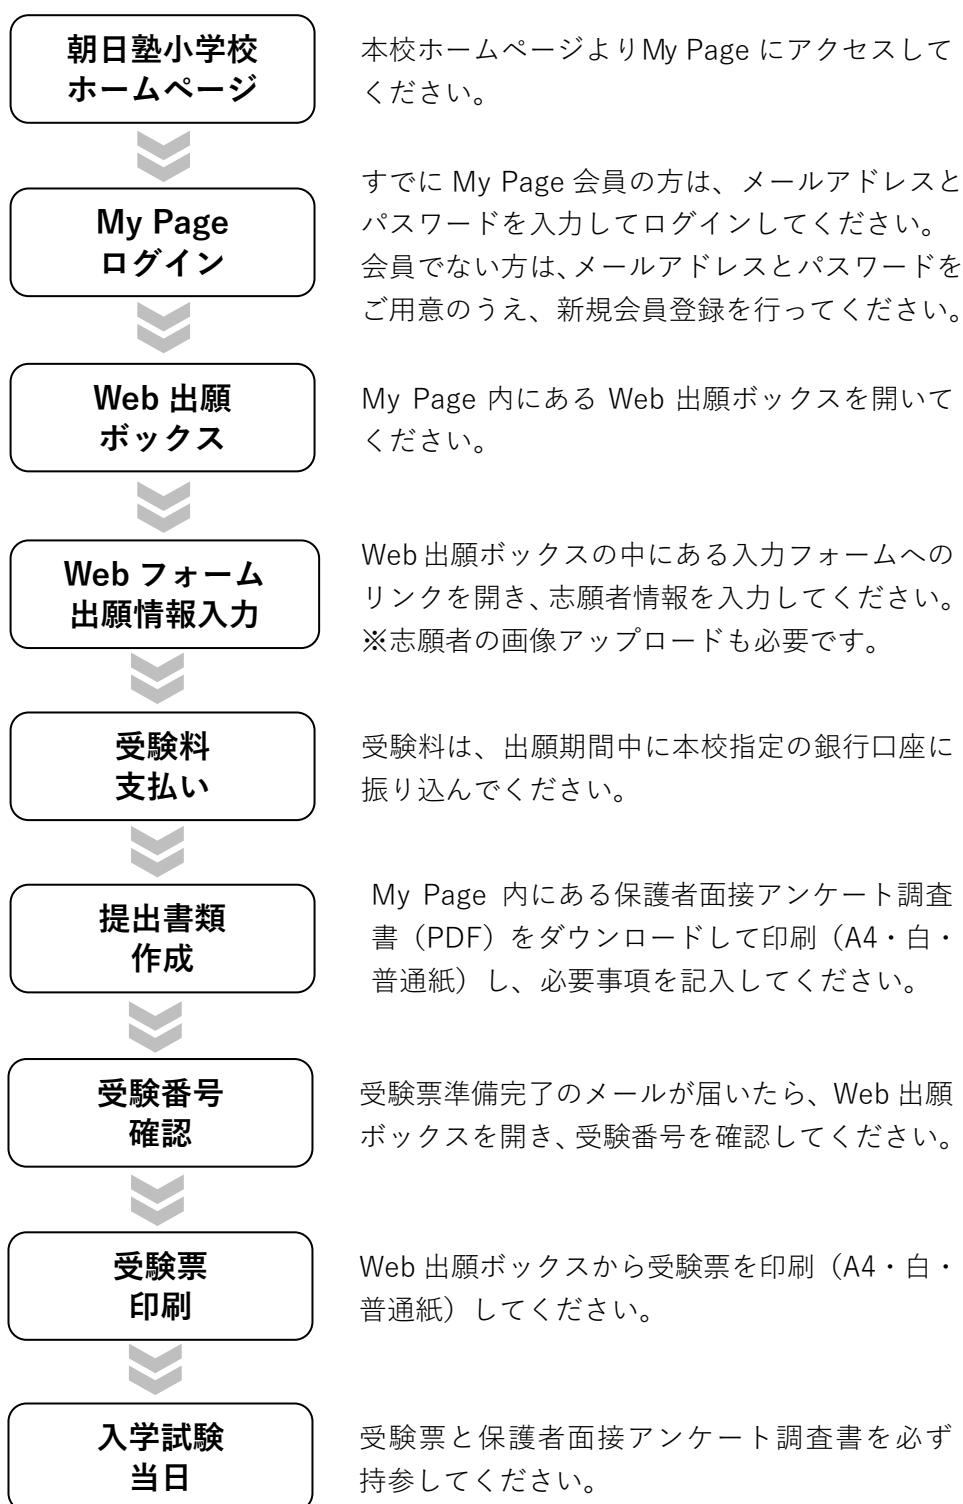 朝日塾小学校
ホームページ
本校ホームページよりMy Page にアクセスして
ください。
My Page
ログイン
すでに My Page 会員の方は、メールアドレスと
パスワードを入力してログインしてください。
会員でない方は、メールアドレスとパスワードを
ご用意のうえ、新規会員登録を行ってください。
Web 出願
ボックス
My Page 内にある Web 出願ボックスを開いて
ください。
Web フォーム
出願情報入力
Web 出願ボックスの中にある入力フォームへの
リンクを開き、志願者情報を入力してください。
※志願者の画像アップロードも必要です。
受験料
支払い
受験料は、出願期間中に本校指定の銀行口座に
振り込んでください。
提出書類
作成
My Page 内にある保護者面接アンケート調査
書（PDF）をダウンロードして印刷（A4・白・
普通紙）し、必要事項を記入してください。
受験番号
確認
受験票準備完了のメールが届いたら、Web 出願
ボックスを開き、受験番号を確認してください。
受験票
印刷
Web 出願ボックスから受験票を印刷（A4・白・
普通紙）してください。
入学試験
当日
受験票と保護者面接アンケート調査書を必ず
持参してください。